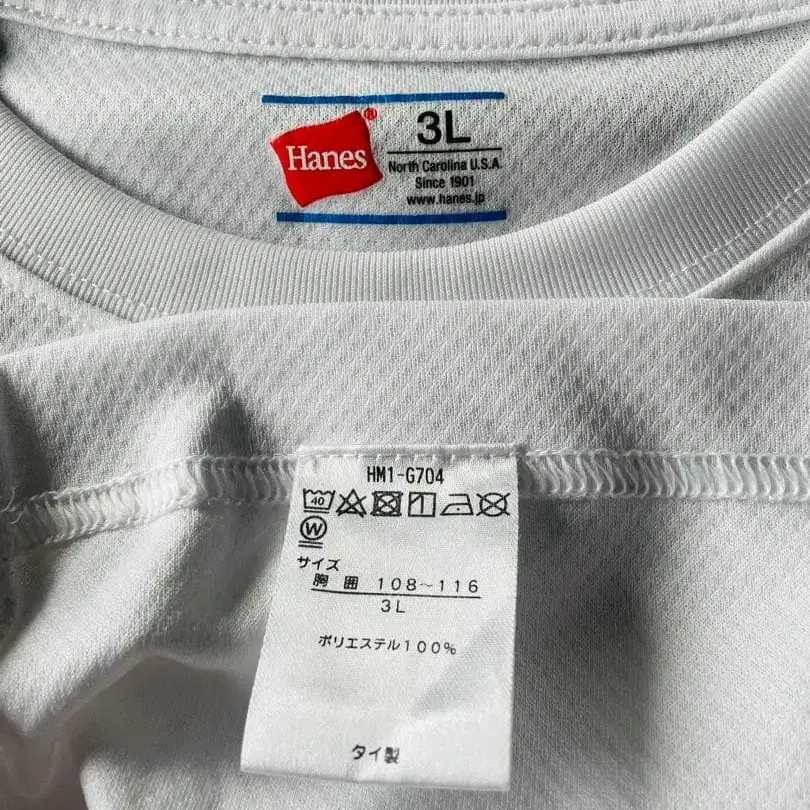 Hanes®
3L
North Carolina U.S.A.
Since 1901
www.hanes.jp
HM1-G704
40
W
サイズ
胸 囲 108～116
3L
ポリエステル100%
タイ製